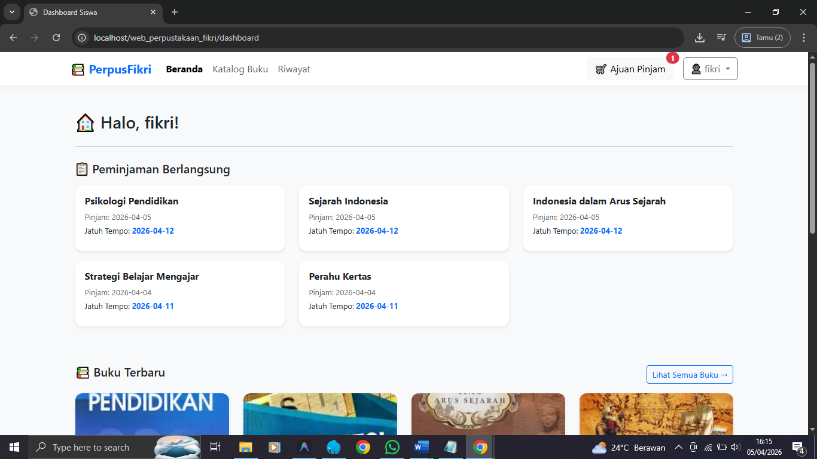 Dashboard Siswa
localhost/web_perpustakaan_fikri/dashboard
Tamu (2)
PerpusFikri
Beranda
Katalog Buku
Riwayat
Ajuan Pinjam
1
fikri
Halo, fikri!
Peminjaman Berlangsung
Psikologi Pendidikan
Pinjam: 2026-04-05
Jatuh Tempo: 2026-04-12
Sejarah Indonesia
Pinjam: 2026-04-05
Jatuh Tempo: 2026-04-12
Indonesia dalam Arus Sejarah
Pinjam: 2026-04-05
Jatuh Tempo: 2026-04-12
Strategi Belajar Mengajar
Pinjam: 2026-04-04
Jatuh Tempo: 2026-04-11
Perahu Kertas
Pinjam: 2026-04-04
Jatuh Tempo: 2026-04-11
Buku Terbaru
Lihat Semua Buku →
PENDIDIKAN
ARUS SEJARAH
Type here to search
24°C Berawan
16:15
05/04/2026
4